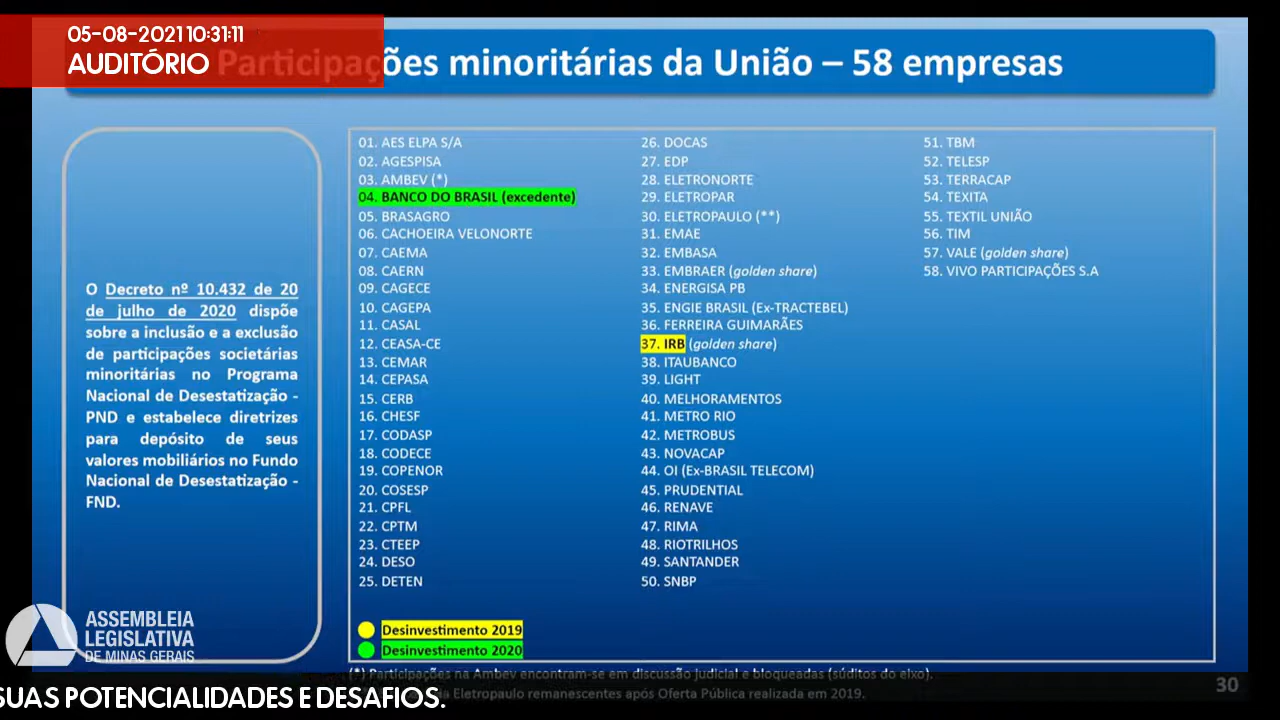 05-08-2021 10:31:11
AUDITÓRIO
Participações minoritárias da União – 58 empresas
O Decreto nº 10.432 de 20
de julho de 2020 dispõe
sobre a inclusão e a exclusão
de participações societárias
minoritárias no Programa
Nacional de Desestatização -
PND e estabelece diretrizes
para depósito de seus
valores mobiliários no Fundo
Nacional de Desestatização -
FND.
01. AES ELPA S/A
02. AGESPISA
03. AMBEV (*)
04. BANCO DO BRASIL (excedente)
05. BRASAGRO
06. CACHOEIRA VELONORTE
07. CAEMA
08. CAERN
09. CAGECE
10. CAGEPA
11. CASAL
12. CEASA-CE
13. CEMAR
14. CEPASA
15. CERB
16. CHESF
17. CODASP
18. CODECE
19. COPENOR
20. COSESP
21. CPFL
22. CPTM
23. CTEEP
24. DESO
25. DETEN
26. DOCAS
27. EDP
28. ELETRONORTE
29. ELETROPAR
30. ELETROPAULO (**)
31. EMAE
32. EMBASA
33. EMBRAER (golden share)
34. ENERGISA PB
35. ENGIE BRASIL (Ex-TRACTEBEL)
36. FERREIRA GUIMARÃES
37. IRB (golden share)
38. ITAUBANCO
39. LIGHT
40. MELHORAMENTOS
41. METRO RIO
42. METROBUS
43. NOVACAP
44. OI (Ex-BRASIL TELECOM)
45. PRUDENTIAL
46. RENAVE
47. RIMA
48. RIOTRILHOS
49. SANTANDER
50. SNBP
51. TBM
52. TELESP
53. TERRACAP
54. TEXITA
55. TEXTIL UNIÃO
56. TIM
57. VALE (golden share)
58. VIVO PARTICIPAÇÕES S.A
Desinvestimento 2019
Desinvestimento 2020
(*) Participações na Ambev encontram-se em discussão judicial e bloqueadas (súditos do eixo).
da Eletropaulo remanescentes após Oferta Pública realizada em 2019.
30
ASSEMBLEIA
LEGISLATIVA
DE MINAS GERAIS
SUAS POTENCIALIDADES E DESAFIOS.